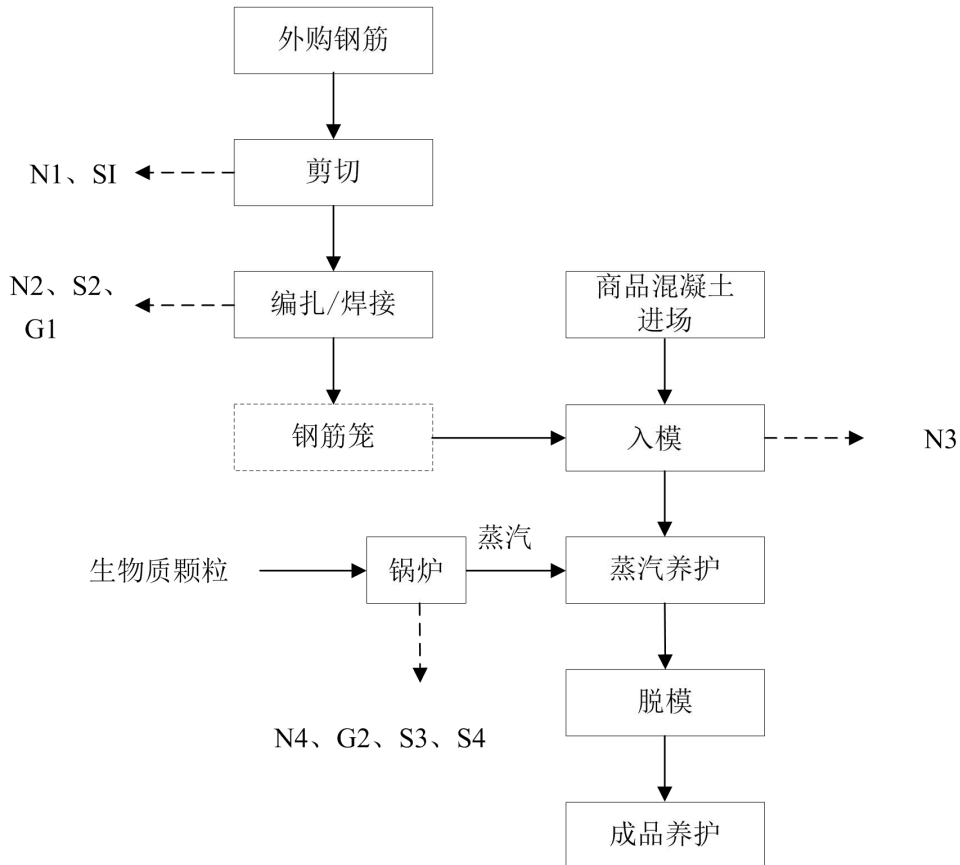 外购钢筋
N1、SI
剪切
N2、S2、
G1
编扎/焊接
商品混凝土
进场
钢筋笼
入模
N3
生物质颗粒
锅炉
蒸汽
蒸汽养护
脱模
N4、G2、S3、S4
成品养护